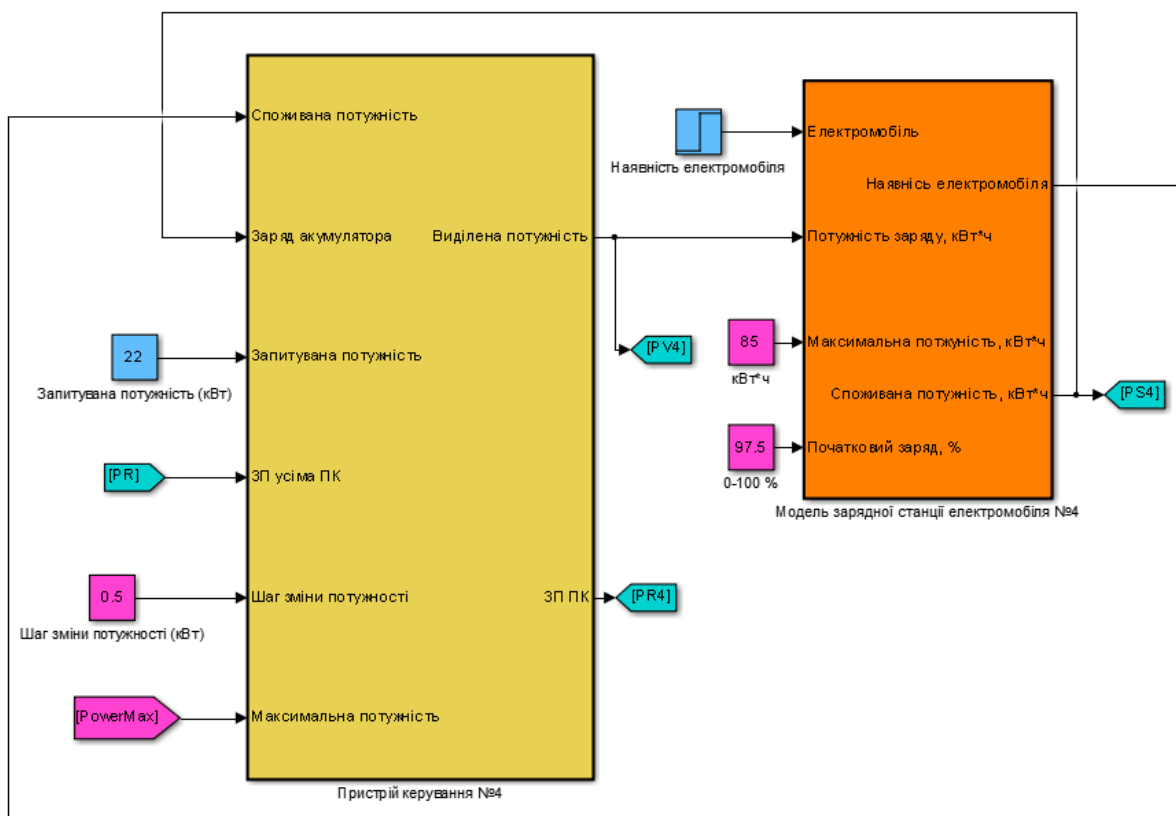 Споживана потужність
Заряд акумулятора
Виділена потужність
22
Запитувана потужність (кВт)
Запитувана потужність
[PR]
ЗП усіма ПК
0.5
Шаг зміни потужності (кВт)
Шаг зміни потужності
ЗП ПК
[PR4]
[PowerMax]
Максимальна потужність
Пристрій керування №4
[PV4]
Наявність електромобіля
Електромобіль
Наявнісь електромобіля
Потужність заряду, кВт*ч
85
кВт*ч
Максимальна потжуність, кВт*ч
Споживана потужність, кВт*ч
[PS4]
97.5
0-100 %
Початковий заряд, %
Модель зарядної станції електромобіля №4